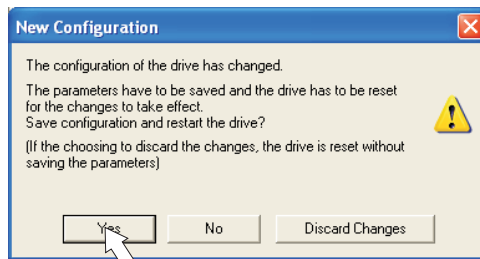 New Configuration
The configuration of the drive has changed.
The parameters have to be saved and the drive has to be reset
for the changes to take effect.
Save configuration and restart the drive?
(If the choosing to discard the changes, the drive is reset without
saving the parameters)
Yes No Discard Changes